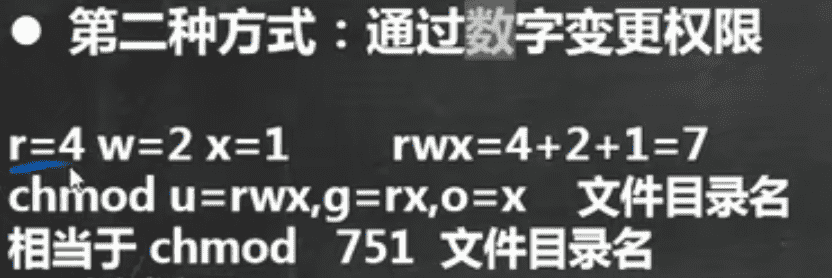 ● 第二种方式：通过数字变更权限
r=4 w=2 x=1 rwx=4+2+1=7
chmod u=rwx,g=rx,o=x 文件目录名
相当于 chmod 751 文件目录名